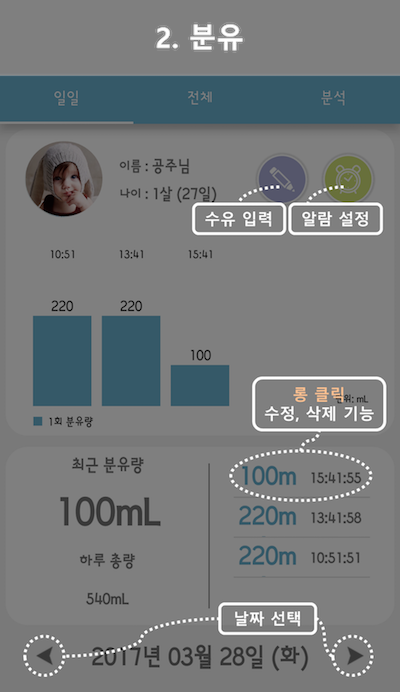 2. 분유
일일 전체 분석
이름 : 공주님
나이 : 1살 (27일)
수유 입력 알람 설정
10:51 13:41 15:41
220 220 100
롱 클릭
mL
수정, 삭제 기능
1회 분유량
최근 분유량
100mL
하루 총량
540mL
100m 15:41:55
220m 13:41:58
220m 10:51:51
날짜 선택
2017년 03월 28일 (화)